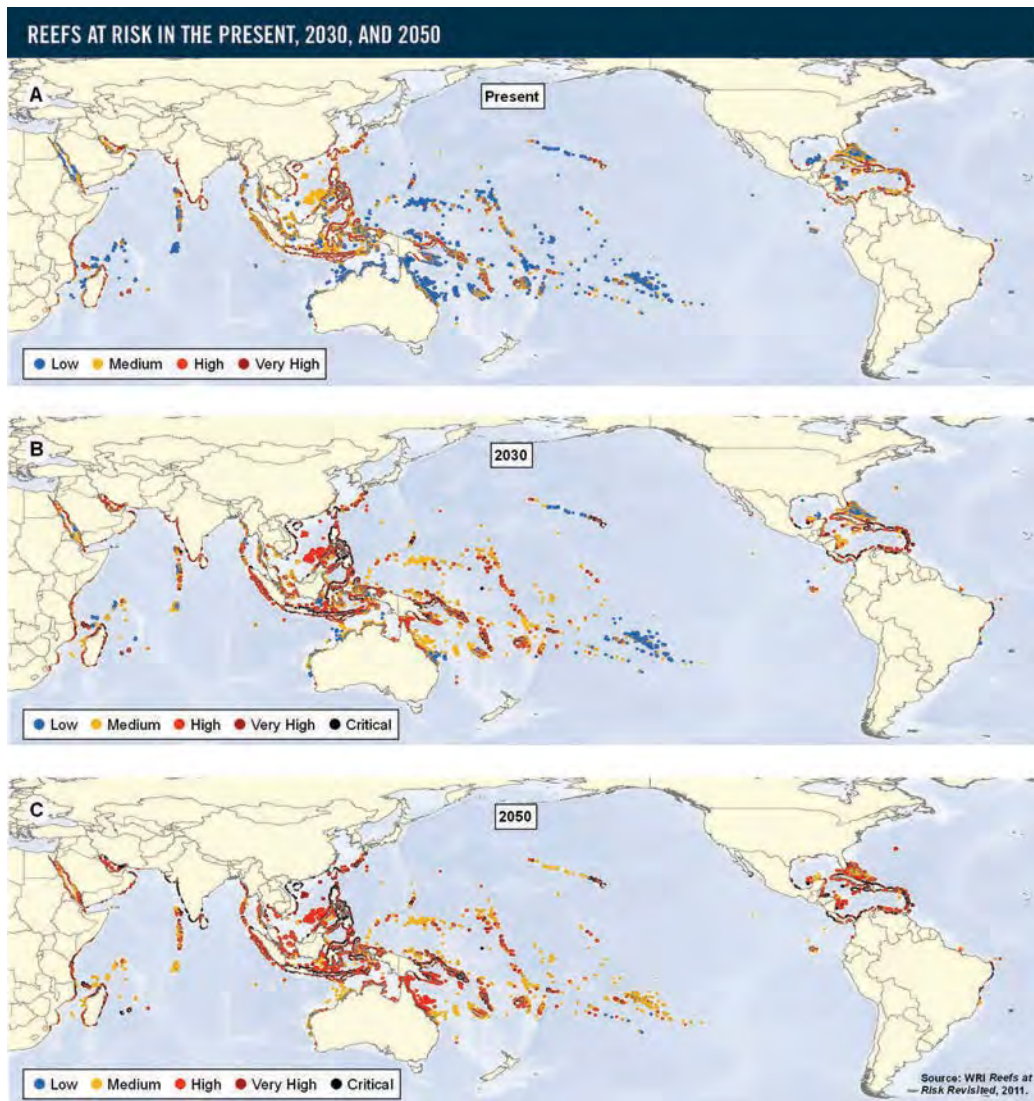 REEFS AT RISK IN THE PRESENT, 2030, AND 2050
A
Present
Low Medium High Very High
B
2030
Low Medium High Very High Critical
C
2050
Low Medium High Very High Critical
Source: WRI Reefs at
Risk Revisited, 2011.